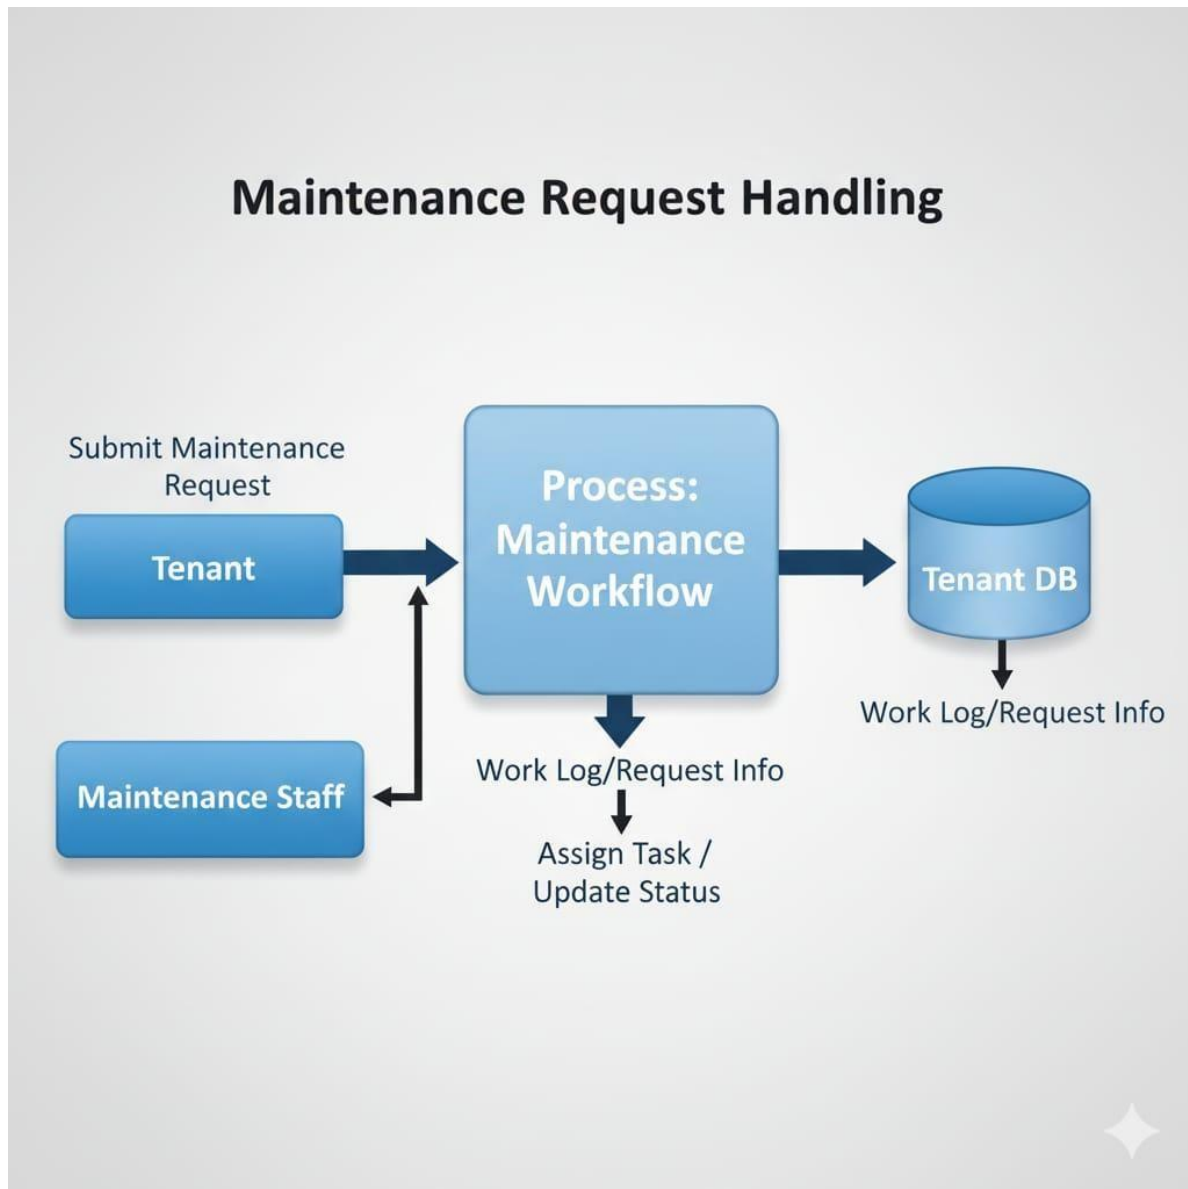 Maintenance Request Handling
Submit Maintenance
Request
Tenant
Process:
Maintenance
Workflow
Tenant DB
Work Log/Request Info
Maintenance Staff
Work Log/Request Info
Assign Task /
Update Status